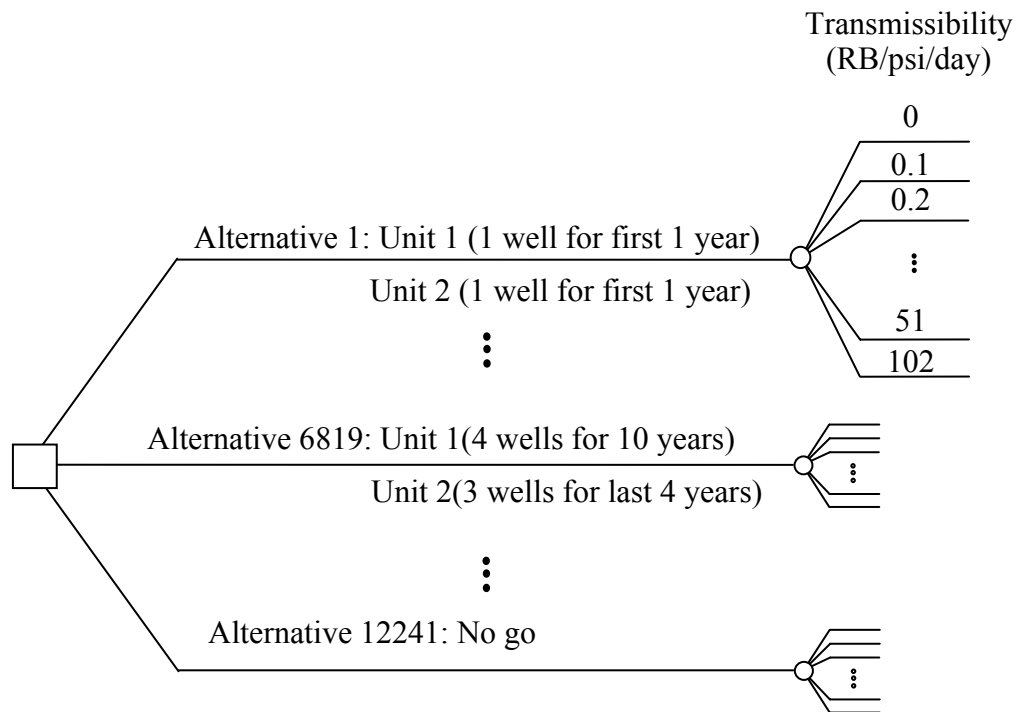 Transmissibility
(RB/psi/day)
0
0.1
0.2
Alternative 1: Unit 1 (1 well for first 1 year)
Unit 2 (1 well for first 1 year)
51
102
Alternative 6819: Unit 1(4 wells for 10 years)
Unit 2(3 wells for last 4 years)
Alternative 12241: No go